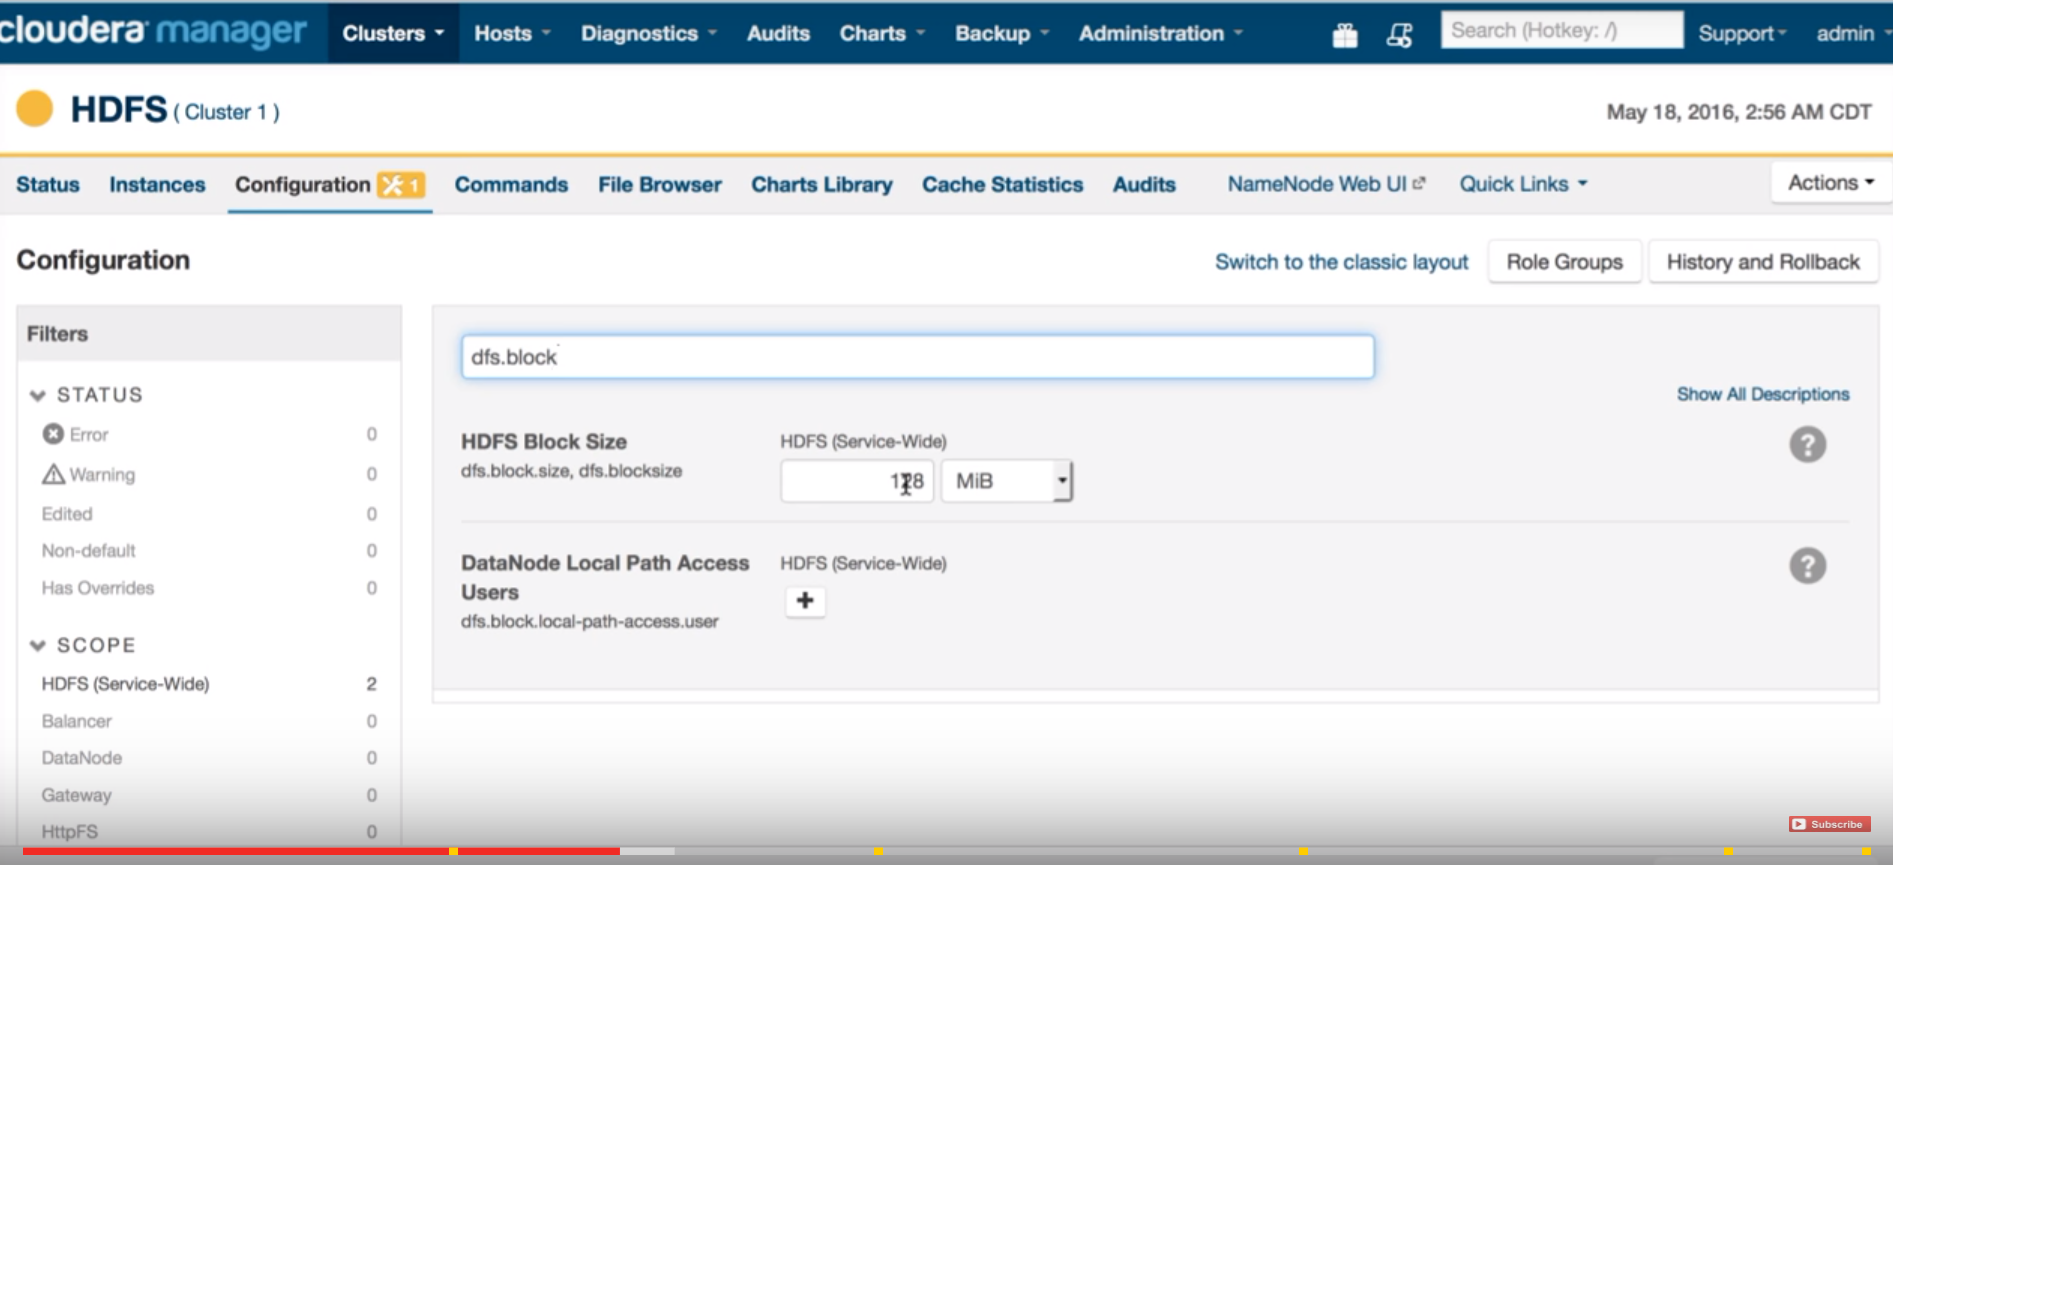 cloudera manager Clusters Hosts Diagnostics Audits Charts Backup Administration Search (Hotkey: /) Support admin
HDFS ( Cluster 1 ) May 18, 2016, 2:56 AM CDT
Status Instances Configuration 1 Commands File Browser Charts Library Cache Statistics Audits NameNode Web UI Quick Links Actions
Configuration Switch to the classic layout Role Groups History and Rollback
Filters
STATUS
Error 0
Warning 0
Edited 0
Non-default 0
Has Overrides 0
SCOPE
HDFS (Service-Wide) 2
Balancer 0
DataNode 0
Gateway 0
HttpFS 0
dfs.block
Show All Descriptions
HDFS Block Size HDFS (Service-Wide) ?
dfs.block.size, dfs.blocksize 128 MiB
DataNode Local Path Access HDFS (Service-Wide) ?
Users +
dfs.block.local-path-access.user
Subscribe